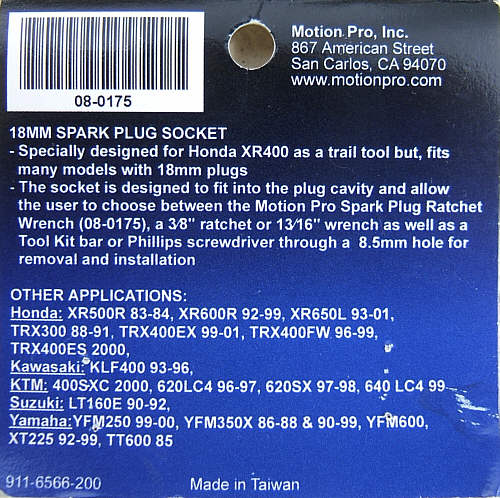 08-0175
Motion Pro, Inc.
867 American Street
San Carlos, CA 94070
www.motionpro.com
18MM SPARK PLUG SOCKET
- Specially designed for Honda XR400 as a trail tool but, fits
many models with 18mm plugs
- The socket is designed to fit into the plug cavity and allow
the user to choose between the Motion Pro Spark Plug Ratchet
Wrench (08-0175), a 3/8" ratchet or 13/16" wrench as well as a
Tool Kit bar or Phillips screwdriver through a 8.5mm hole for
removal and installation
OTHER APPLICATIONS:
Honda: XR500R 83-84, XR600R 92-99, XR650L 93-01,
TRX300 88-91, TRX400EX 99-01, TRX400FW 96-99,
TRX400ES 2000,
Kawasaki: KLF400 93-96,
KTM: 400SXC 2000, 620LC4 96-97, 620SX 97-98, 640 LC4 99
Suzuki: LT160E 90-92,
Yamaha:YFM250 99-00, YFM350X 86-88 & 90-99, YFM600,
XT225 92-99, TT600 85
911-6566-200
Made in Taiwan